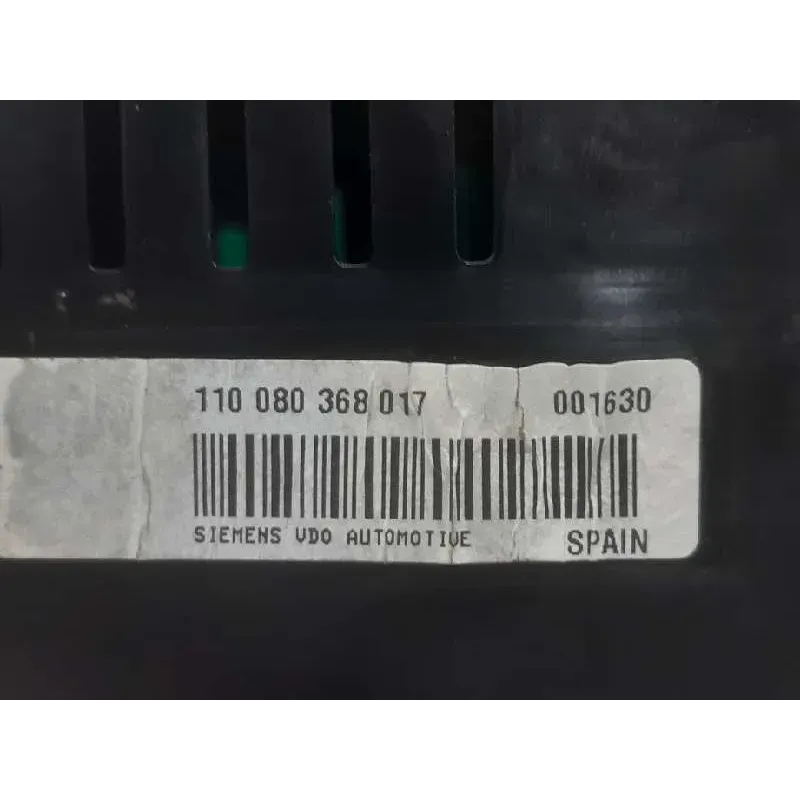 110 080 368 017 001630
SIEMENS VDO AUTOMOTIVE SPAIN